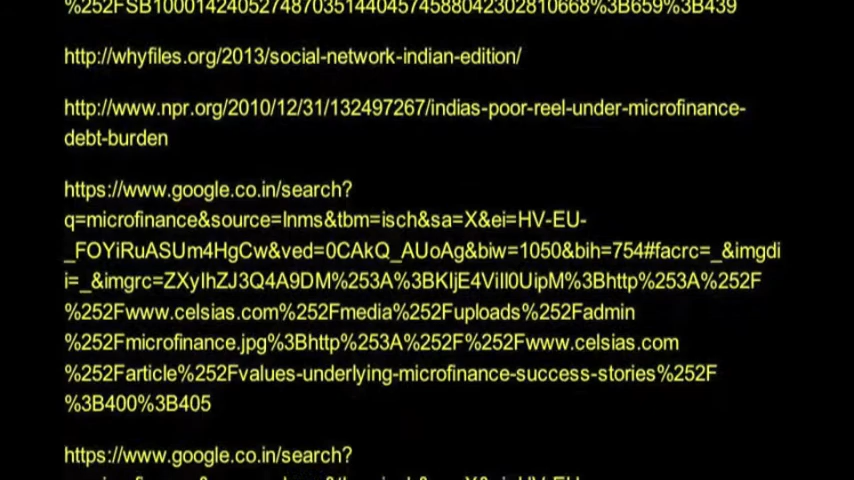 %252FSB10001424052748703514404574588042302810668%3B659%3B439
http://whyfiles.org/2013/social-network-indian-edition/
http://www.npr.org/2010/12/31/132497267/indias-poor-reel-under-microfinance-
debt-burden
https://www.google.co.in/search?
q=microfinance&source=lnms&tbm=isch&sa=X&ei=HV-EU-
_FOYiRuASUm4HgCw&ved=0CAkQ_AUoAg&biw=1050&bih=754#facrc=_&imgdi
i=_&imgrc=ZXyIhZJ3Q4A9DM%253A%3BKIjE4VilI0UipM%3Bhttp%253A%252F
%252Fwww.celsias.com%252Fmedia%252Fuploads%252Fadmin
%252Fmicrofinance.jpg%3Bhttp%253A%252F%252Fwww.celsias.com
%252Farticle%252Fvalues-underlying-microfinance-success-stories%252F
%3B400%3B405
https://www.google.co.in/search?